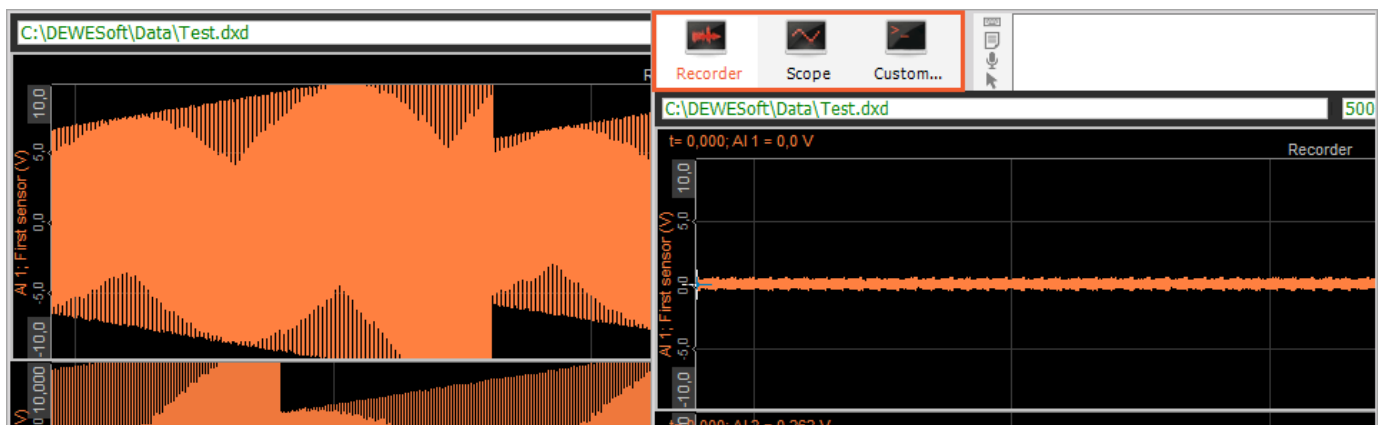 C:\DEWESoft\Data\Test.dxd
R
10,0
5,0
0,0
-5,0
-10,0
AI 1; First sensor (V)
10,000
Recorder
Scope
Custom...
C:\DEWESoft\Data\Test.dxd
500
t= 0,000; AI 1 = 0,0 V
Recorder
10,0
5,0
0,0
-5,0
-10,0
AI 1; First sensor (V)